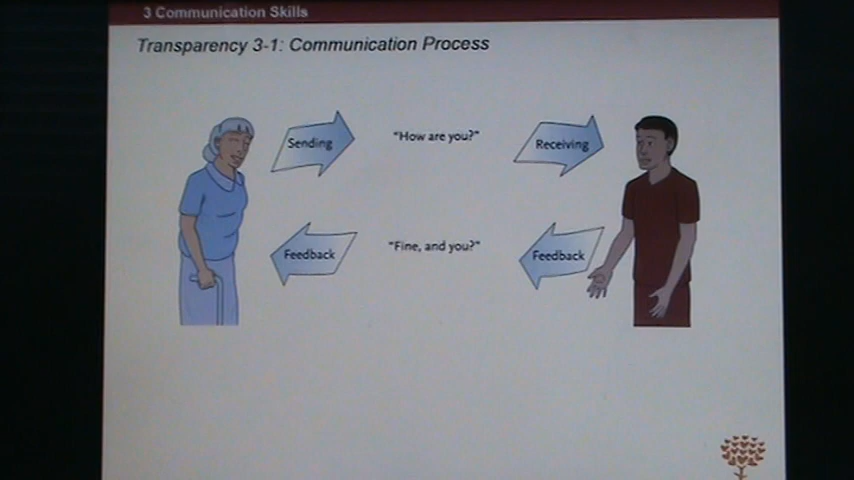 3 Communication Skills
Transparency 3-1: Communication Process
Sending
"How are you?"
Receiving
Feedback
"Fine, and you?"
Feedback